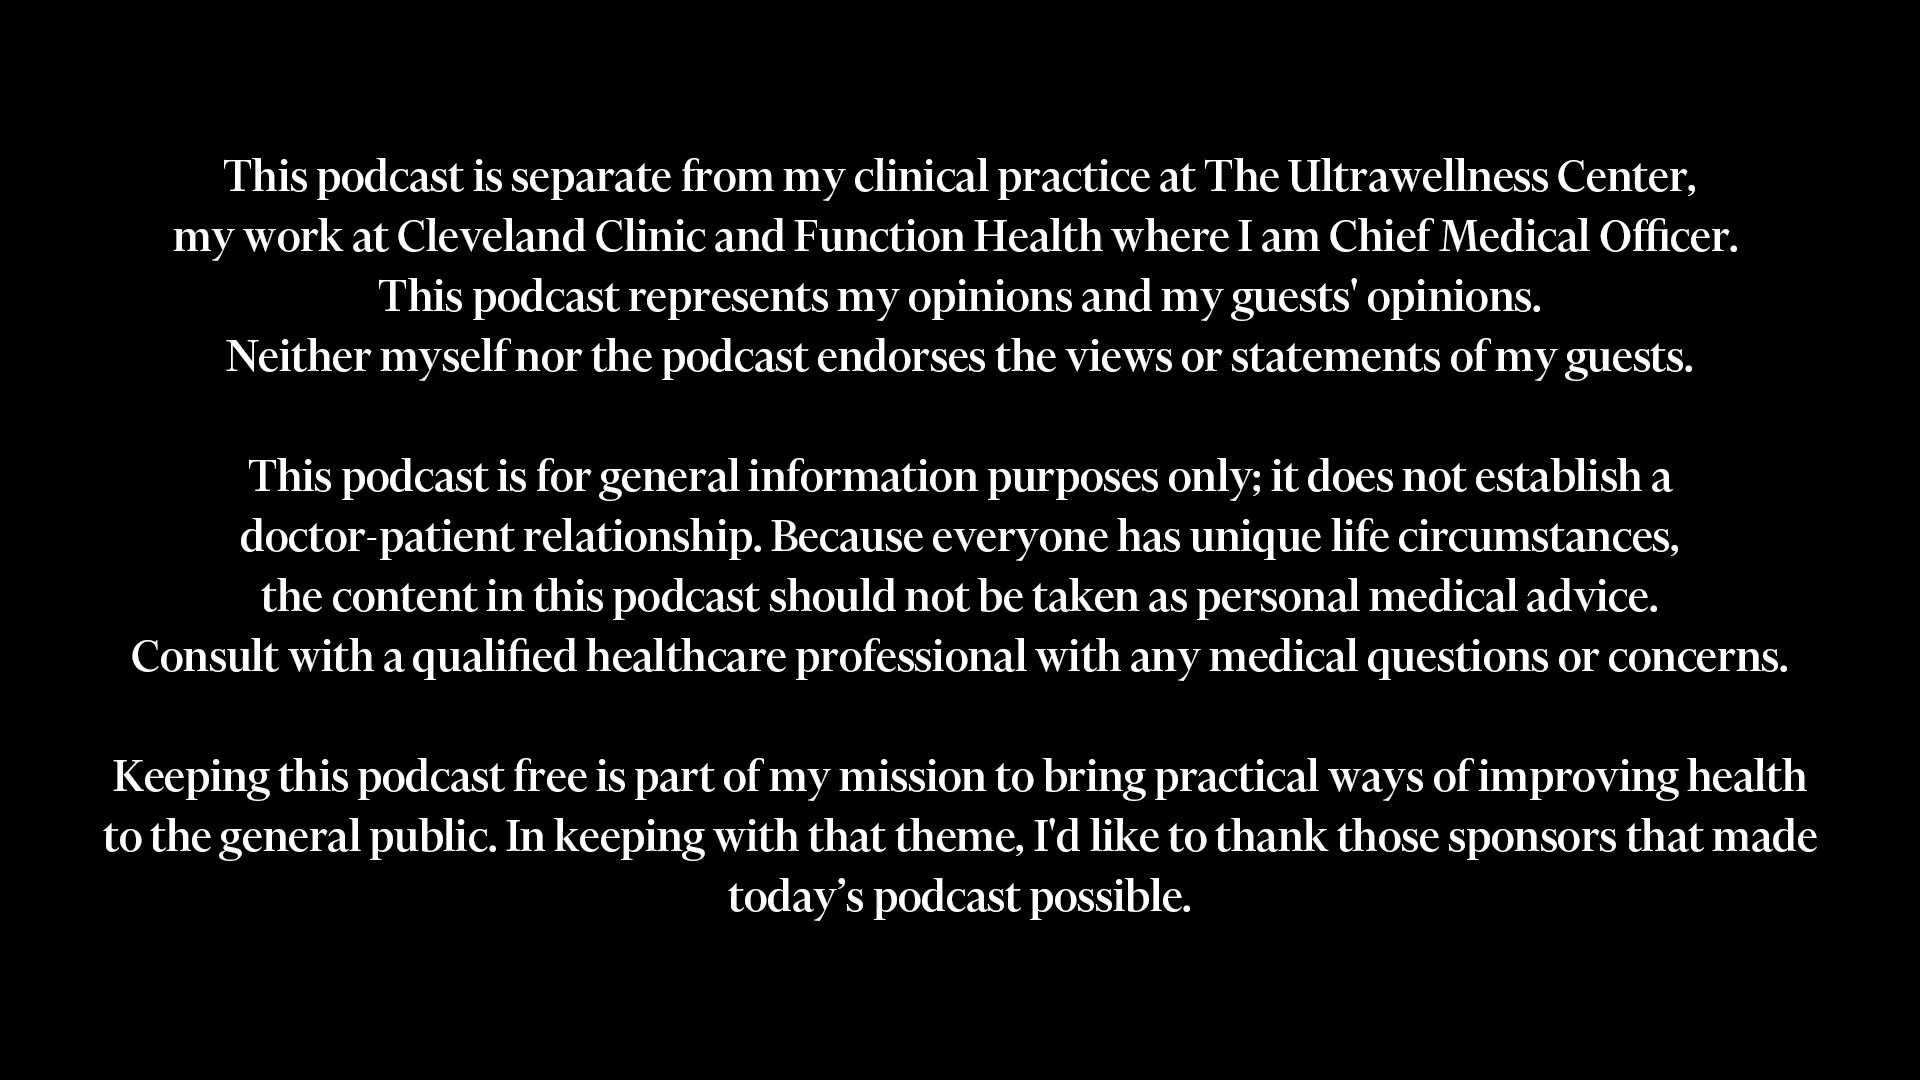 This podcast is separate from my clinical practice at The Ultrawellness Center,
my work at Cleveland Clinic and Function Health where I am Chief Medical Officer.
This podcast represents my opinions and my guests' opinions.
Neither myself nor the podcast endorses the views or statements of my guests.
This podcast is for general information purposes only; it does not establish a
doctor-patient relationship. Because everyone has unique life circumstances,
the content in this podcast should not be taken as personal medical advice.
Consult with a qualified healthcare professional with any medical questions or concerns.
Keeping this podcast free is part of my mission to bring practical ways of improving health
to the general public. In keeping with that theme, I'd like to thank those sponsors that made
today’s podcast possible.